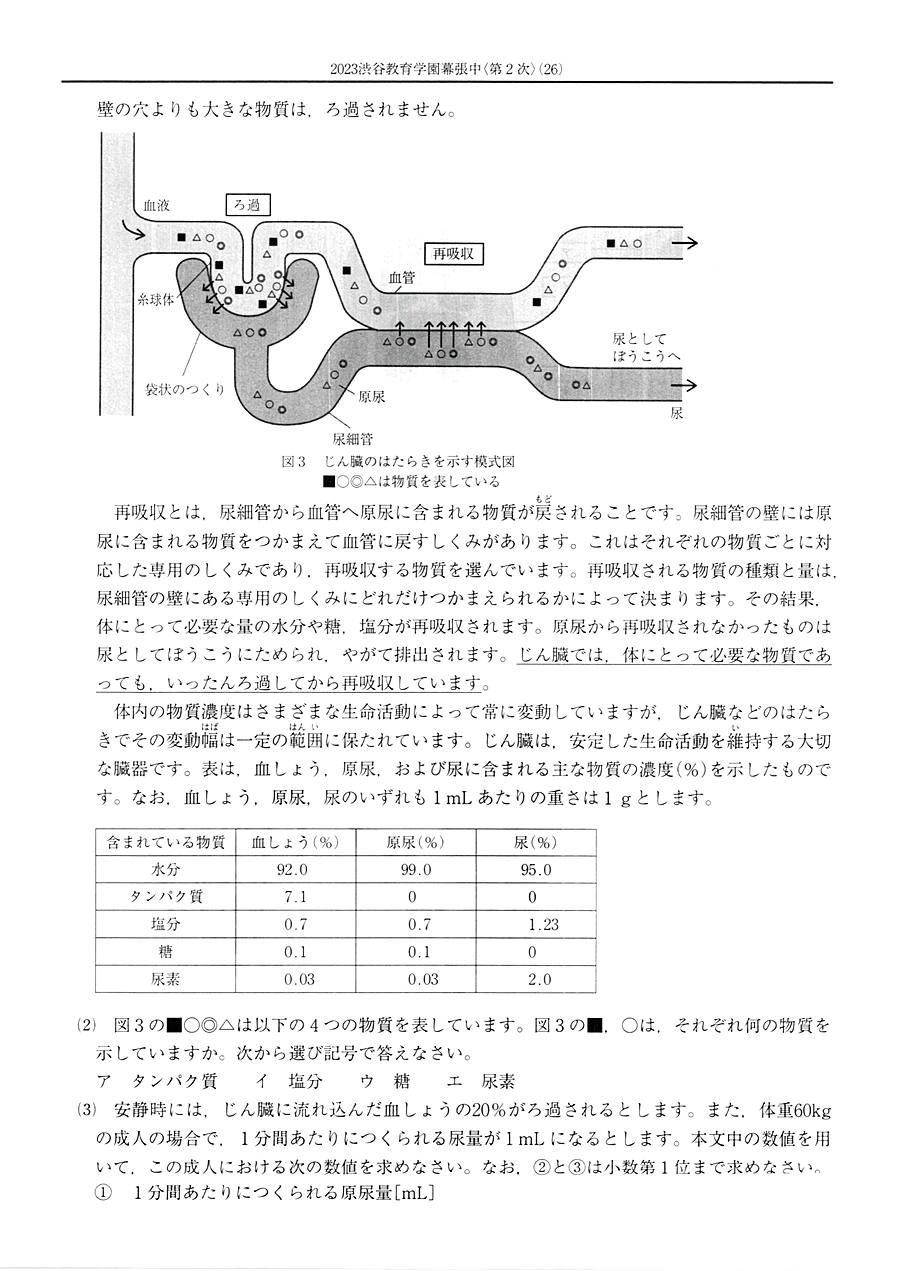 2023渋谷教育学園幕張中〈第2次〉(26)
壁の穴よりも大きな物質は，ろ過されません。
血液
ろ過
再吸収
血管
糸球体
袋状のつくり
原尿
尿細管
尿として
ぼうこうへ
尿
図3 じん臓のはたらきを示す模式図
■○◎△は物質を表している
再吸収とは，尿細管から血管へ原尿に含まれる物質が戻されることです。尿細管の壁には原
もど
尿に含まれる物質をつかまえて血管に戻すしくみがあります。これはそれぞれの物質ごとに対
応した専用のしくみであり，再吸収する物質を選んでいます。再吸収される物質の種類と量は，
尿細管の壁にある専用のしくみにどれだけつかまえられるかによって決まります。その結果，
体にとって必要な量の水分や糖，塩分が再吸収されます。原尿から再吸収されなかったものは
尿としてぼうこうにためられ，やがて排出されます。じん臓では，体にとって必要な物質であ
っても，いったんろ過してから再吸収しています。
体内の物質濃度はさまざまな生命活動によって常に変動していますが，じん臓などのはたら
きでその変動幅は一定の範囲に保たれています。じん臓は，安定した生命活動を維持する大切
はば はんい い
な臓器です。表は，血しょう，原尿，および尿に含まれる主な物質の濃度(％)を示したもので
す。なお，血しょう，原尿，尿のいずれも1mLあたりの重さは1gとします。
含まれている物質 血しょう(％) 原尿(％) 尿(％)
水分 92.0 99.0 95.0
タンパク質 7.1 0 0
塩分 0.7 0.7 1.23
糖 0.1 0.1 0
尿素 0.03 0.03 2.0
(2) 図3の■○◎△は以下の4つの物質を表しています。図3の■，○は，それぞれ何の物質を
示していますか。次から選び記号で答えなさい。
ア タンパク質 イ 塩分 ウ 糖 エ 尿素
(3) 安静時には，じん臓に流れ込んだ血しょうの20％がろ過されるとします。また，体重60kg
の成人の場合で，1分間あたりにつくられる尿量が1mLになるとします。本文中の数値を用
いて，この成人における次の数値を求めなさい。なお，②と③は小数第1位まで求めなさい。
① 1分間あたりにつくられる原尿量[mL]